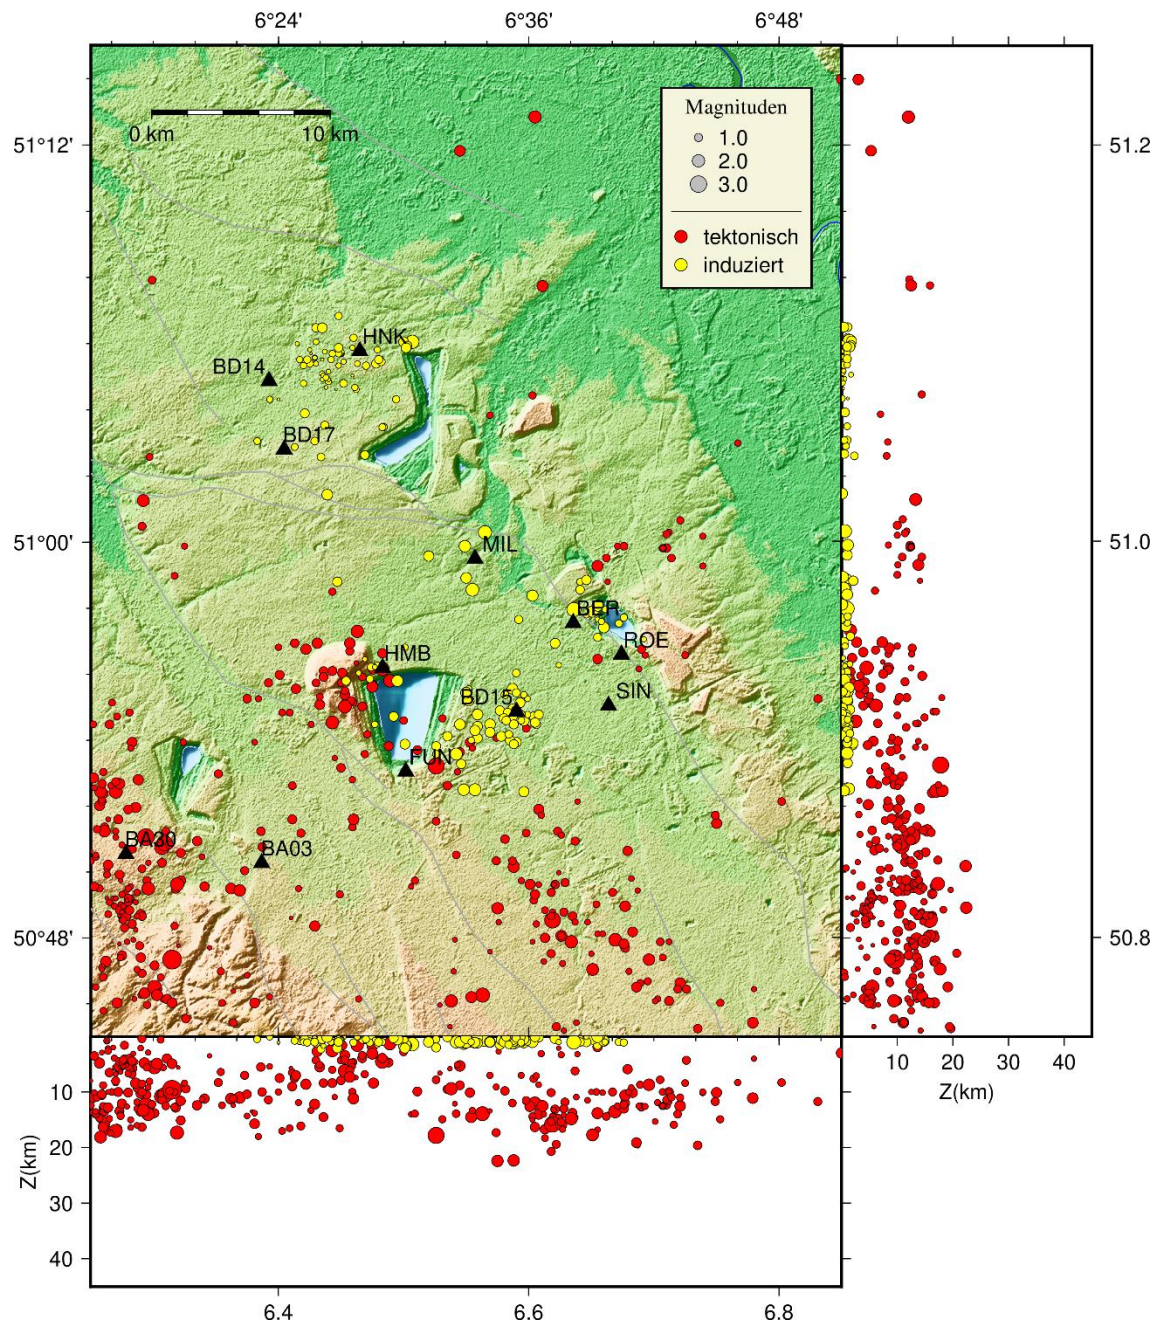 6°24' 6°36' 6°48'
0 km 10 km
Magnituden
1.0
2.0
3.0
tektonisch
induziert
51°12' 51.2
HNK
BD14
BD17
51°00' 51.0
MIL
BER
ROE
HMB
SIN
BD15
FUN
BA30
BA03
50°48' 50.8
10 20 30 40
Z(km)
10
20
30
40
Z(km)
6.4 6.6 6.8